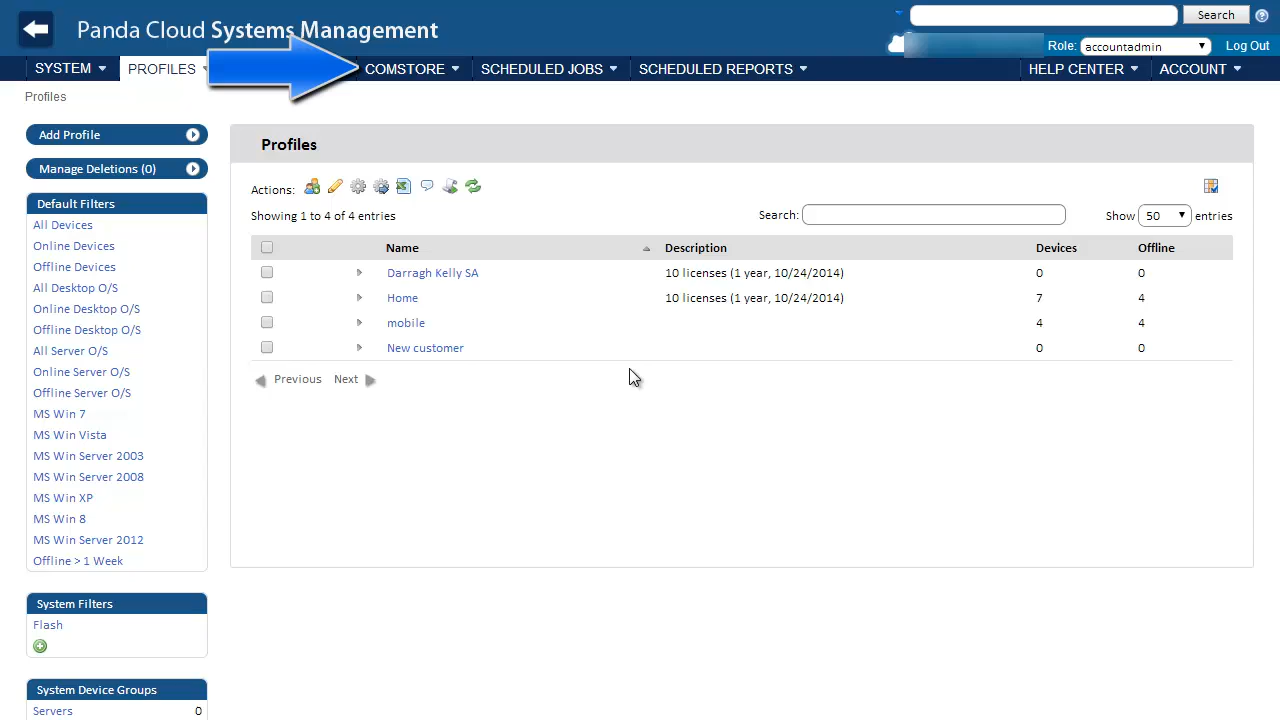 Panda Cloud Systems Management
Search
Role: accountadmin
Log Out
SYSTEM PROFILES COMSTORE SCHEDULED JOBS SCHEDULED REPORTS HELP CENTER ACCOUNT
Profiles
Add Profile
Manage Deletions (0)
Default Filters
All Devices
Online Devices
Offline Devices
All Desktop O/S
Online Desktop O/S
Offline Desktop O/S
All Server O/S
Online Server O/S
Offline Server O/S
MS Win 7
MS Win Vista
MS Win Server 2003
MS Win Server 2008
MS Win XP
MS Win 8
MS Win Server 2012
Offline > 1 Week
System Filters
Flash
System Device Groups
Servers 0
Profiles
Actions:
Showing 1 to 4 of 4 entries
Search:
Show 50 entries
Name Description Devices Offline
Darragh Kelly SA 10 licenses (1 year, 10/24/2014) 0 0
Home 10 licenses (1 year, 10/24/2014) 7 4
mobile 4 4
New customer 0 0
Previous Next